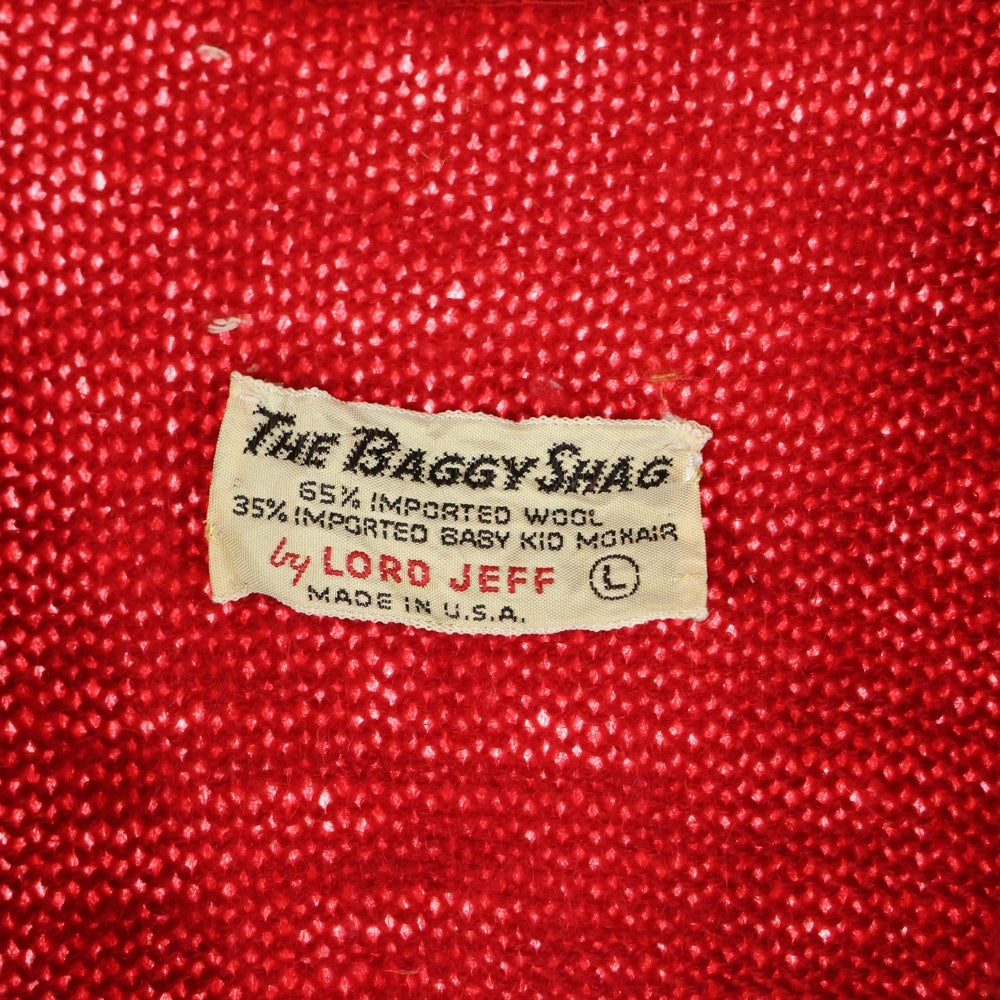 THE BAGGY SHAG
65% IMPORTED WOOL
35% IMPORTED BABY KID MOHAIR
by LORD JEFF L
MADE IN U.S.A.